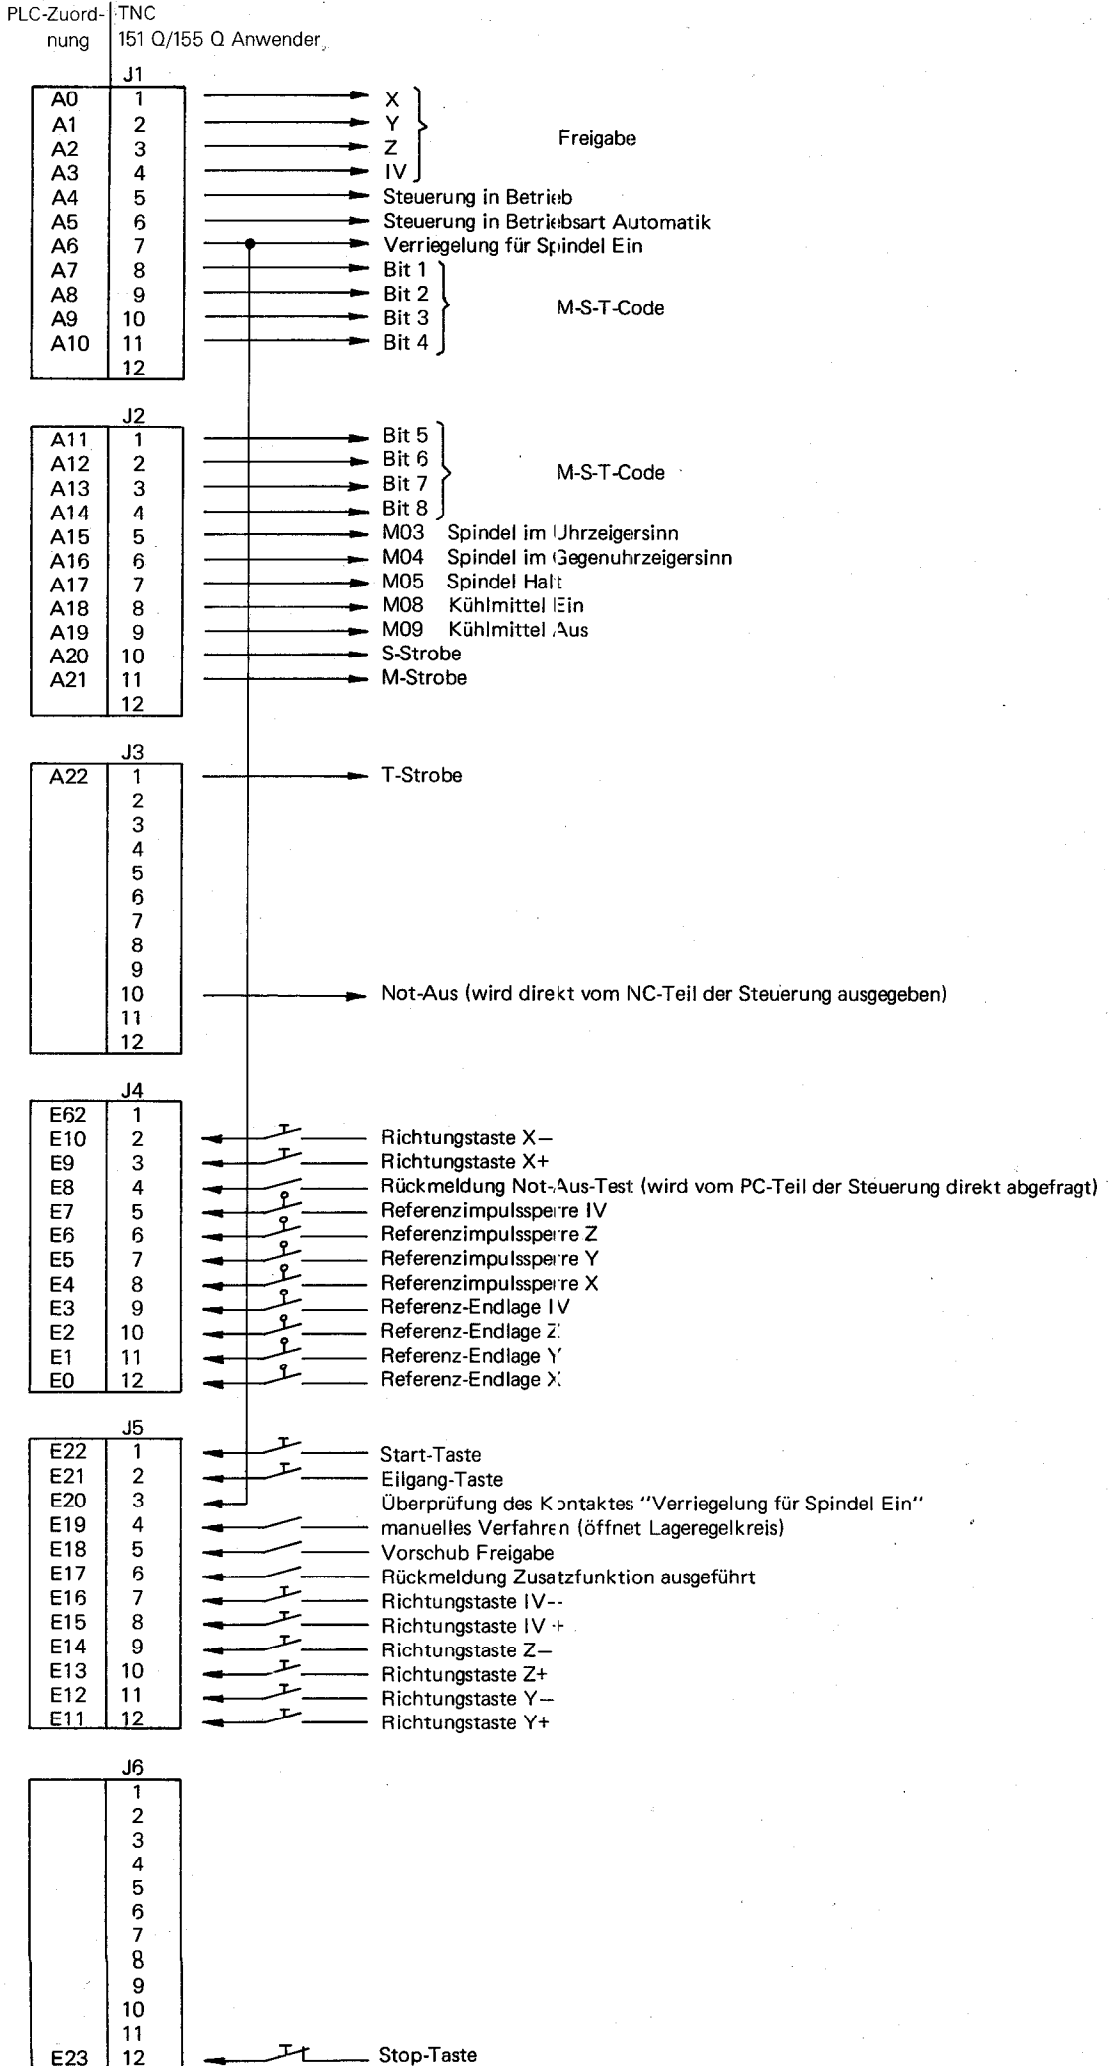 PLC-Zuord- TNC
nung 151 Q/155 Q Anwender
J1
A0 1 X
A1 2 Y
Freigabe
A2 3 Z
A3 4 IV
A4 5 Steuerung in Betrieb
A5 6 Steuerung in Betriebsart Automatik
A6 7 Verriegelung für Spindel Ein
A7 8 Bit 1
A8 9 Bit 2
M-S-T-Code
A9 10 Bit 3
A10 11 Bit 4
12
J2
A11 1 Bit 5
A12 2 Bit 6
M-S-T-Code
A13 3 Bit 7
A14 4 Bit 8
A15 5 M03 Spindel im Uhrzeigersinn
A16 6 M04 Spindel im Gegenuhrzeigersinn
A17 7 M05 Spindel Halt
A18 8 M08 Kühlmittel Ein
A19 9 M09 Kühlmittel Aus
A20 10 S-Strobe
A21 11 M-Strobe
12
J3
A22 1 T-Strobe
2
3
4
5
6
7
8
9
10 Not-Aus (wird direkt vom NC-Teil der Steuerung ausgegeben)
11
12
J4
E62 1
E10 2 Richtungstaste X−
E9 3 Richtungstaste X+
E8 4 Rückmeldung Not-Aus-Test (wird vom PC-Teil der Steuerung direkt abgefragt)
E7 5 Referenzimpulssperre IV
E6 6 Referenzimpulssperre Z
E5 7 Referenzimpulssperre Y
E4 8 Referenzimpulssperre X
E3 9 Referenz-Endlage IV
E2 10 Referenz-Endlage Z
E1 11 Referenz-Endlage Y
E0 12 Referenz-Endlage X
J5
E22 1 Start-Taste
E21 2 Eilgang-Taste
E20 3 Überprüfung des Kontaktes "Verriegelung für Spindel Ein"
E19 4 manuelles Verfahren (öffnet Lageregelkreis)
E18 5 Vorschub Freigabe
E17 6 Rückmeldung Zusatzfunktion ausgeführt
E16 7 Richtungstaste IV−
E15 8 Richtungstaste IV +
E14 9 Richtungstaste Z−
E13 10 Richtungstaste Z+
E12 11 Richtungstaste Y−
E11 12 Richtungstaste Y+
J6
1
2
3
4
5
6
7
8
9
10
11
E23 12 Stop-Taste